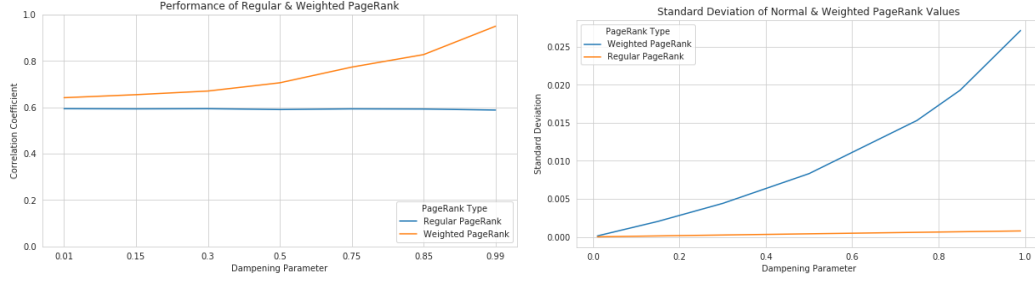 Performance of Regular & Weighted PageRank
Correlation Coefficient
1.0
0.8
0.6
0.4
0.2
0.0
PageRank Type
Regular PageRank
Weighted PageRank
0.01 0.15 0.3 0.5 0.75 0.85 0.99
Dampening Parameter
Standard Deviation of Normal & Weighted PageRank Values
PageRank Type
Weighted PageRank
Regular PageRank
Standard Deviation
0.025
0.020
0.015
0.010
0.005
0.000
0.0 0.2 0.4 0.6 0.8 1.0
Dampening Parameter